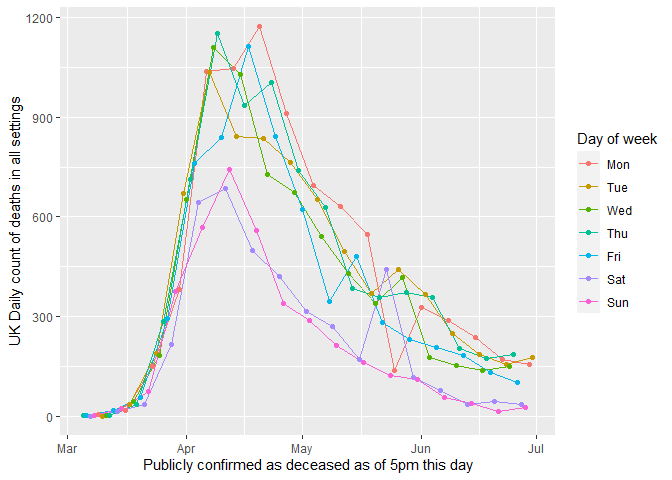 UK Daily count of deaths in all settings
1200
900
600
300
0
Mar
Apr
May
Jun
Jul
Publicly confirmed as deceased as of 5pm this day
Day of week
Mon
Tue
Wed
Thu
Fri
Sat
Sun